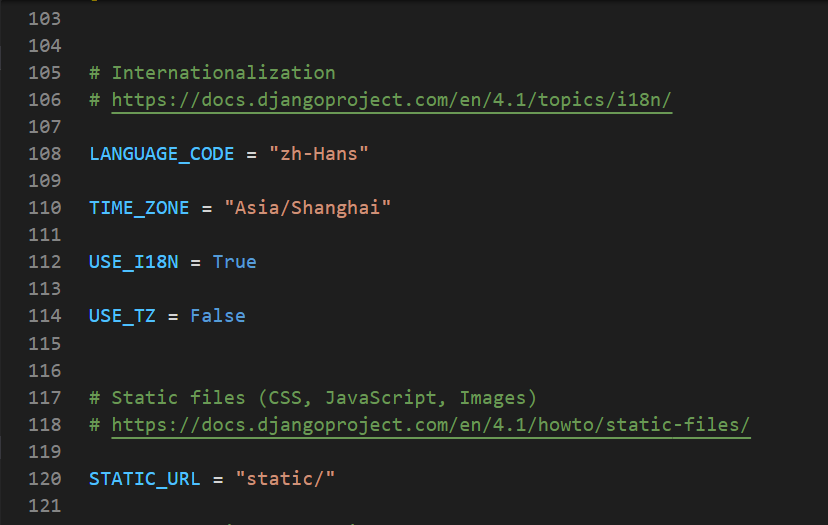 103
104
105 # Internationalization
106 # https://docs.djangoproject.com/en/4.1/topics/i18n/
107
108 LANGUAGE_CODE = "zh-Hans"
109
110 TIME_ZONE = "Asia/Shanghai"
111
112 USE_I18N = True
113
114 USE_TZ = False
115
116
117 # Static files (CSS, JavaScript, Images)
118 # https://docs.djangoproject.com/en/4.1/howto/static-files/
119
120 STATIC_URL = "static/"
121